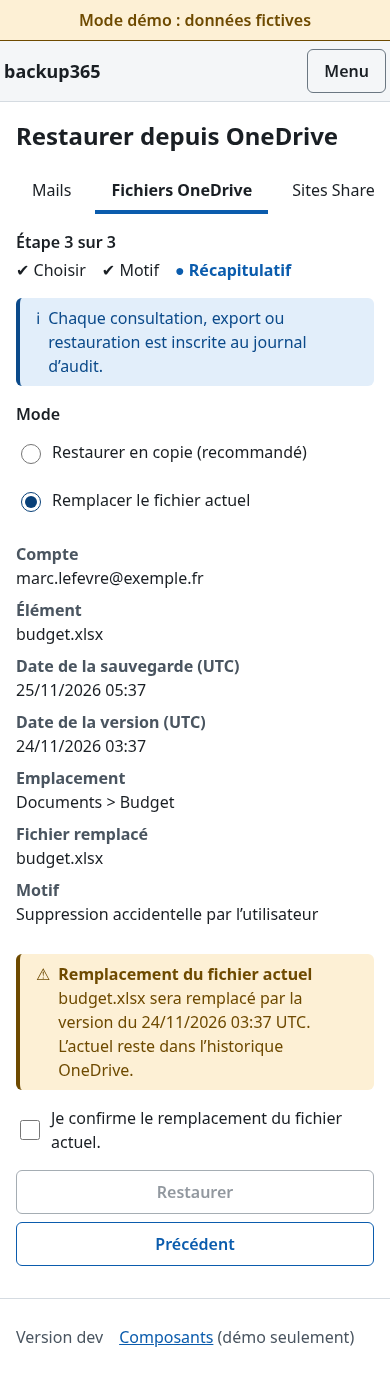 Mode démo : données fictives
backup365
Menu
Restaurer depuis OneDrive
Mails
Fichiers OneDrive
Sites Share
Étape 3 sur 3
✔ Choisir ✔ Motif ● Récapitulatif
i Chaque consultation, export ou
restauration est inscrite au journal
d’audit.
Mode
Restaurer en copie (recommandé)
Remplacer le fichier actuel
Compte
marc.lefevre@exemple.fr
Élément
budget.xlsx
Date de la sauvegarde (UTC)
25/11/2026 05:37
Date de la version (UTC)
24/11/2026 03:37
Emplacement
Documents > Budget
Fichier remplacé
budget.xlsx
Motif
Suppression accidentelle par l’utilisateur
⚠ Remplacement du fichier actuel
budget.xlsx sera remplacé par la
version du 24/11/2026 03:37 UTC.
L’actuel reste dans l’historique
OneDrive.
Je confirme le remplacement du fichier
actuel.
Restaurer
Précédent
Version dev Composants (démo seulement)